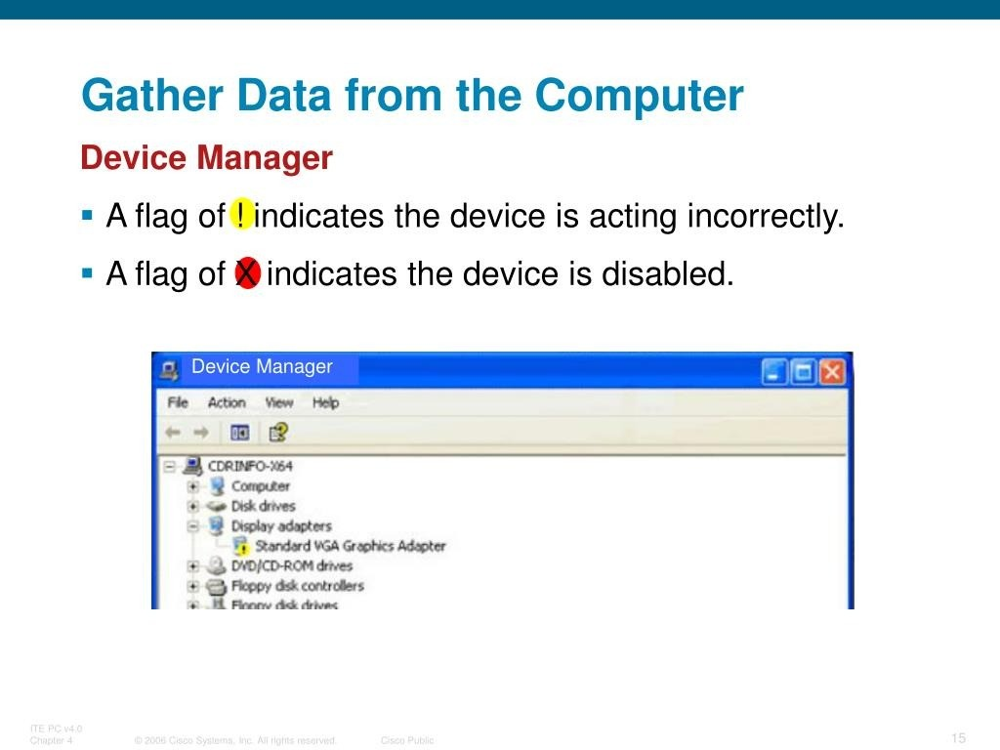 Gather Data from the Computer
Device Manager
▪ A flag of ! indicates the device is acting incorrectly.
▪ A flag of X indicates the device is disabled.
Device Manager
File Action View Help
CDRINFO-X64
Computer
Disk drives
Display adapters
Standard VGA Graphics Adapter
DVD/CD-ROM drives
Floppy disk controllers
Floppy disk drives
ITE PC v4.0
Chapter 4 © 2006 Cisco Systems, Inc. All rights reserved. Cisco Public 15